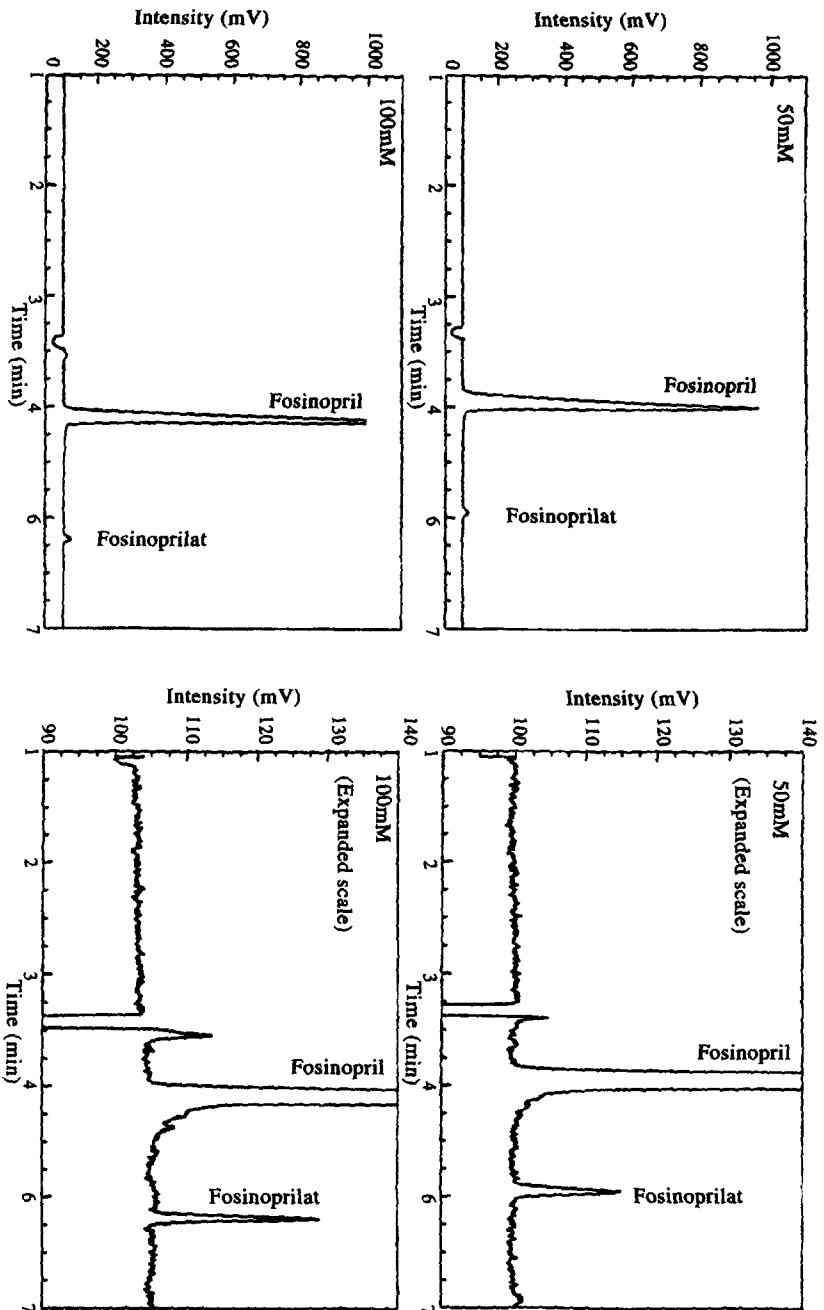 Intensity (mV)
0 200 400 600 800 1000
100mM
Fosinopril
Fosinoprilat
1 2 3 4 6 7
Time (min)
Intensity (mV)
0 200 400 600 800 1000
50mM
Fosinopril
Fosinoprilat
1 2 3 4 6 7
Time (min)
Intensity (mV)
90 100 110 120 130 140
100mM
(Expanded scale)
Fosinopril
Fosinoprilat
1 2 3 4 6 7
Time (min)
Intensity (mV)
90 100 110 120 130 140
50mM
(Expanded scale)
Fosinopril
Fosinoprilat
1 2 3 4 6 7
Time (min)